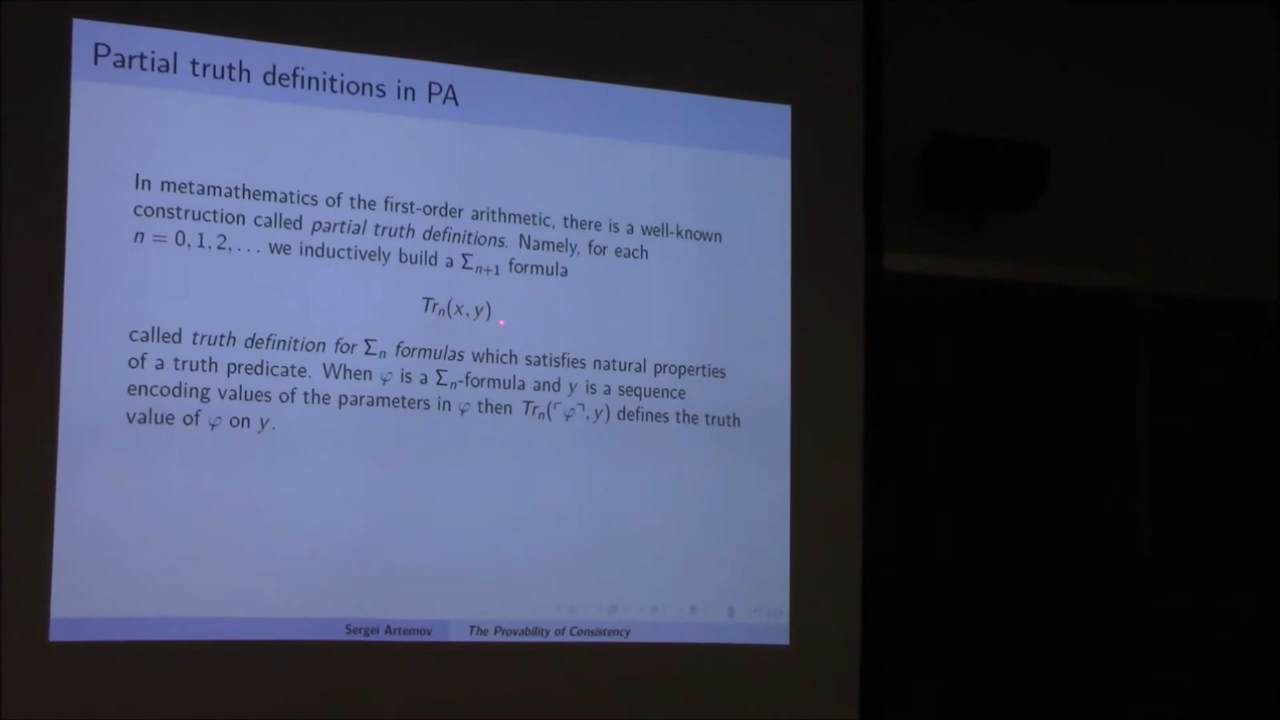 Partial truth definitions in PA
In metamathematics of the first-order arithmetic, there is a well-known
construction called partial truth definitions. Namely, for each
n = 0, 1, 2, . . . we inductively build a Σn+1 formula
Trn(x, y)
called truth definition for Σn formulas which satisfies natural properties
of a truth predicate. When φ is a Σn-formula and y is a sequence
encoding values of the parameters in φ then Trn(⌜φ⌝, y) defines the truth
value of φ on y.
Sergei Artemov The Provability of Consistency